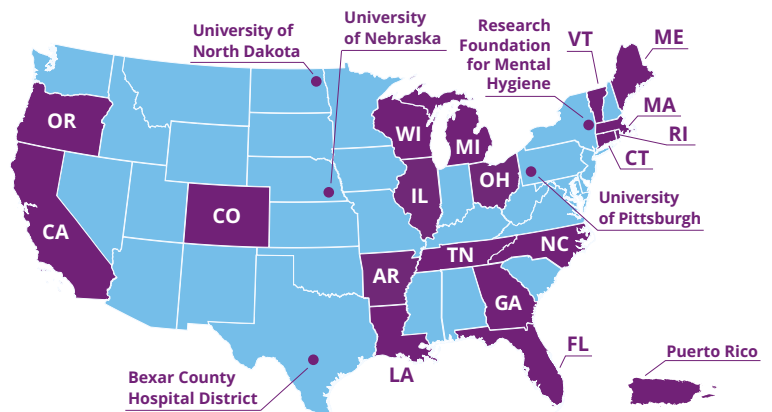 University of
North Dakota
University
of Nebraska
Research
Foundation
for Mental
Hygiene
VT
ME
OR
WI
MI
MA
RI
CT
IL
OH
CO
University
of Pittsburgh
CA
NC
TN
AR
GA
FL
Puerto Rico
LA
Bexar County
Hospital District